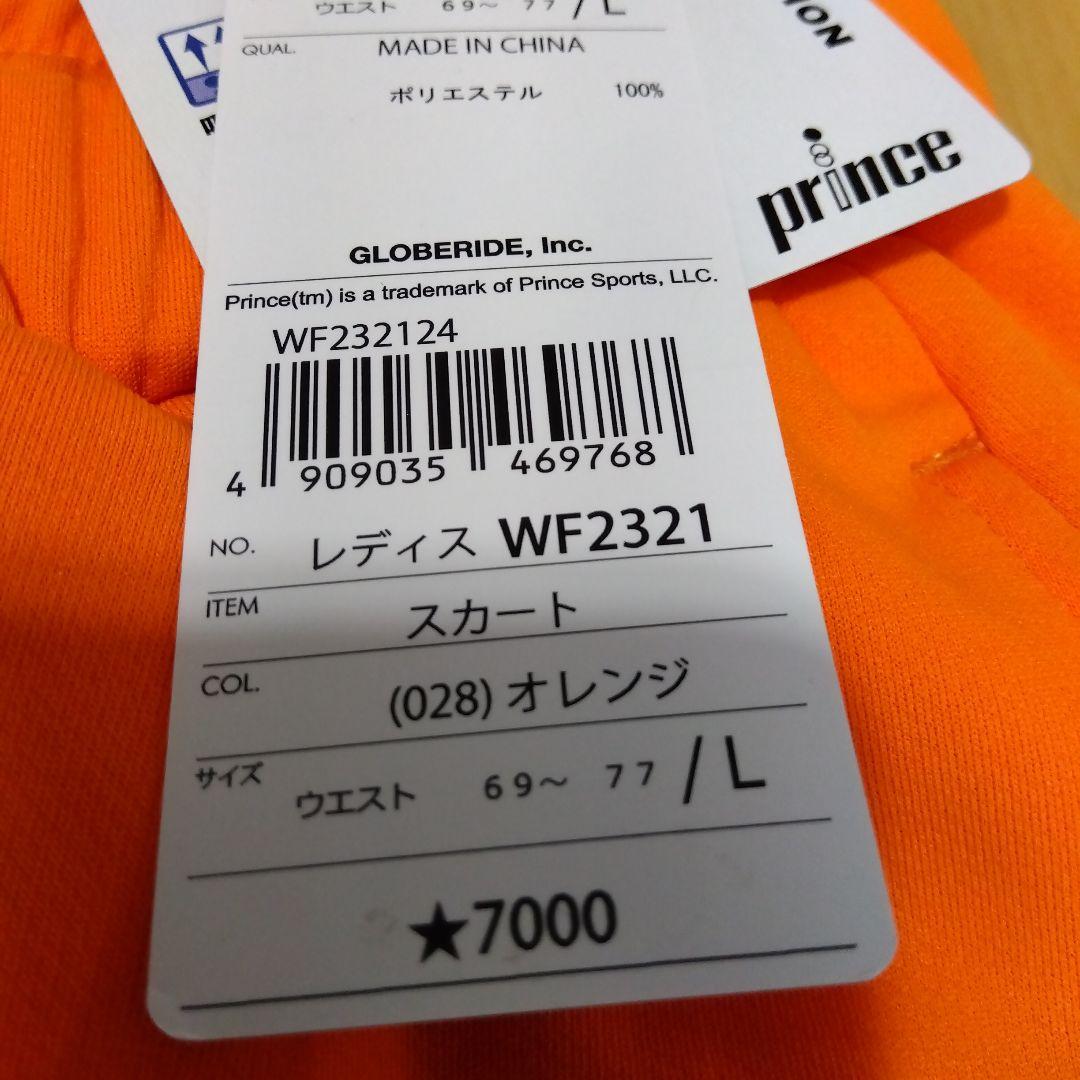 ウエスト 69～ 77/L
QUAL. MADE IN CHINA
ポリエステル 100%
ION
prince
GLOBERIDE, Inc.
Prince(tm) is a trademark of Prince Sports, LLC.
WF232124
4 909035 469768
NO. レディス WF2321
ITEM スカート
COL. (028) オレンジ
サイズ ウエスト 69～ 77/L
★7000